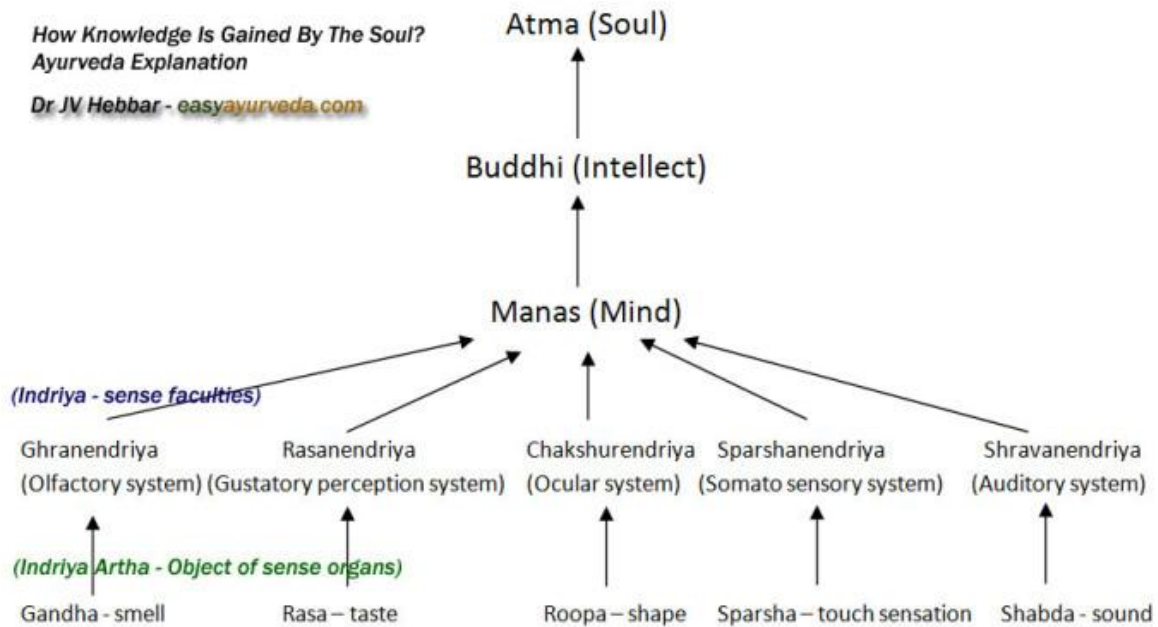 How Knowledge Is Gained By The Soul?
Ayurveda Explanation
Dr JV Hebbar - easyayurveda.com
Atma (Soul)
Buddhi (Intellect)
Manas (Mind)
(Indriya - sense faculties)
Ghranendriya Rasanendriya Chakshurendriya Sparshanendriya Shravanendriya
(Olfactory system) (Gustatory perception system) (Ocular system) (Somato sensory system) (Auditory system)
(Indriya Artha - Object of sense organs)
Gandha - smell Rasa – taste Roopa – shape Sparsha – touch sensation Shabda - sound